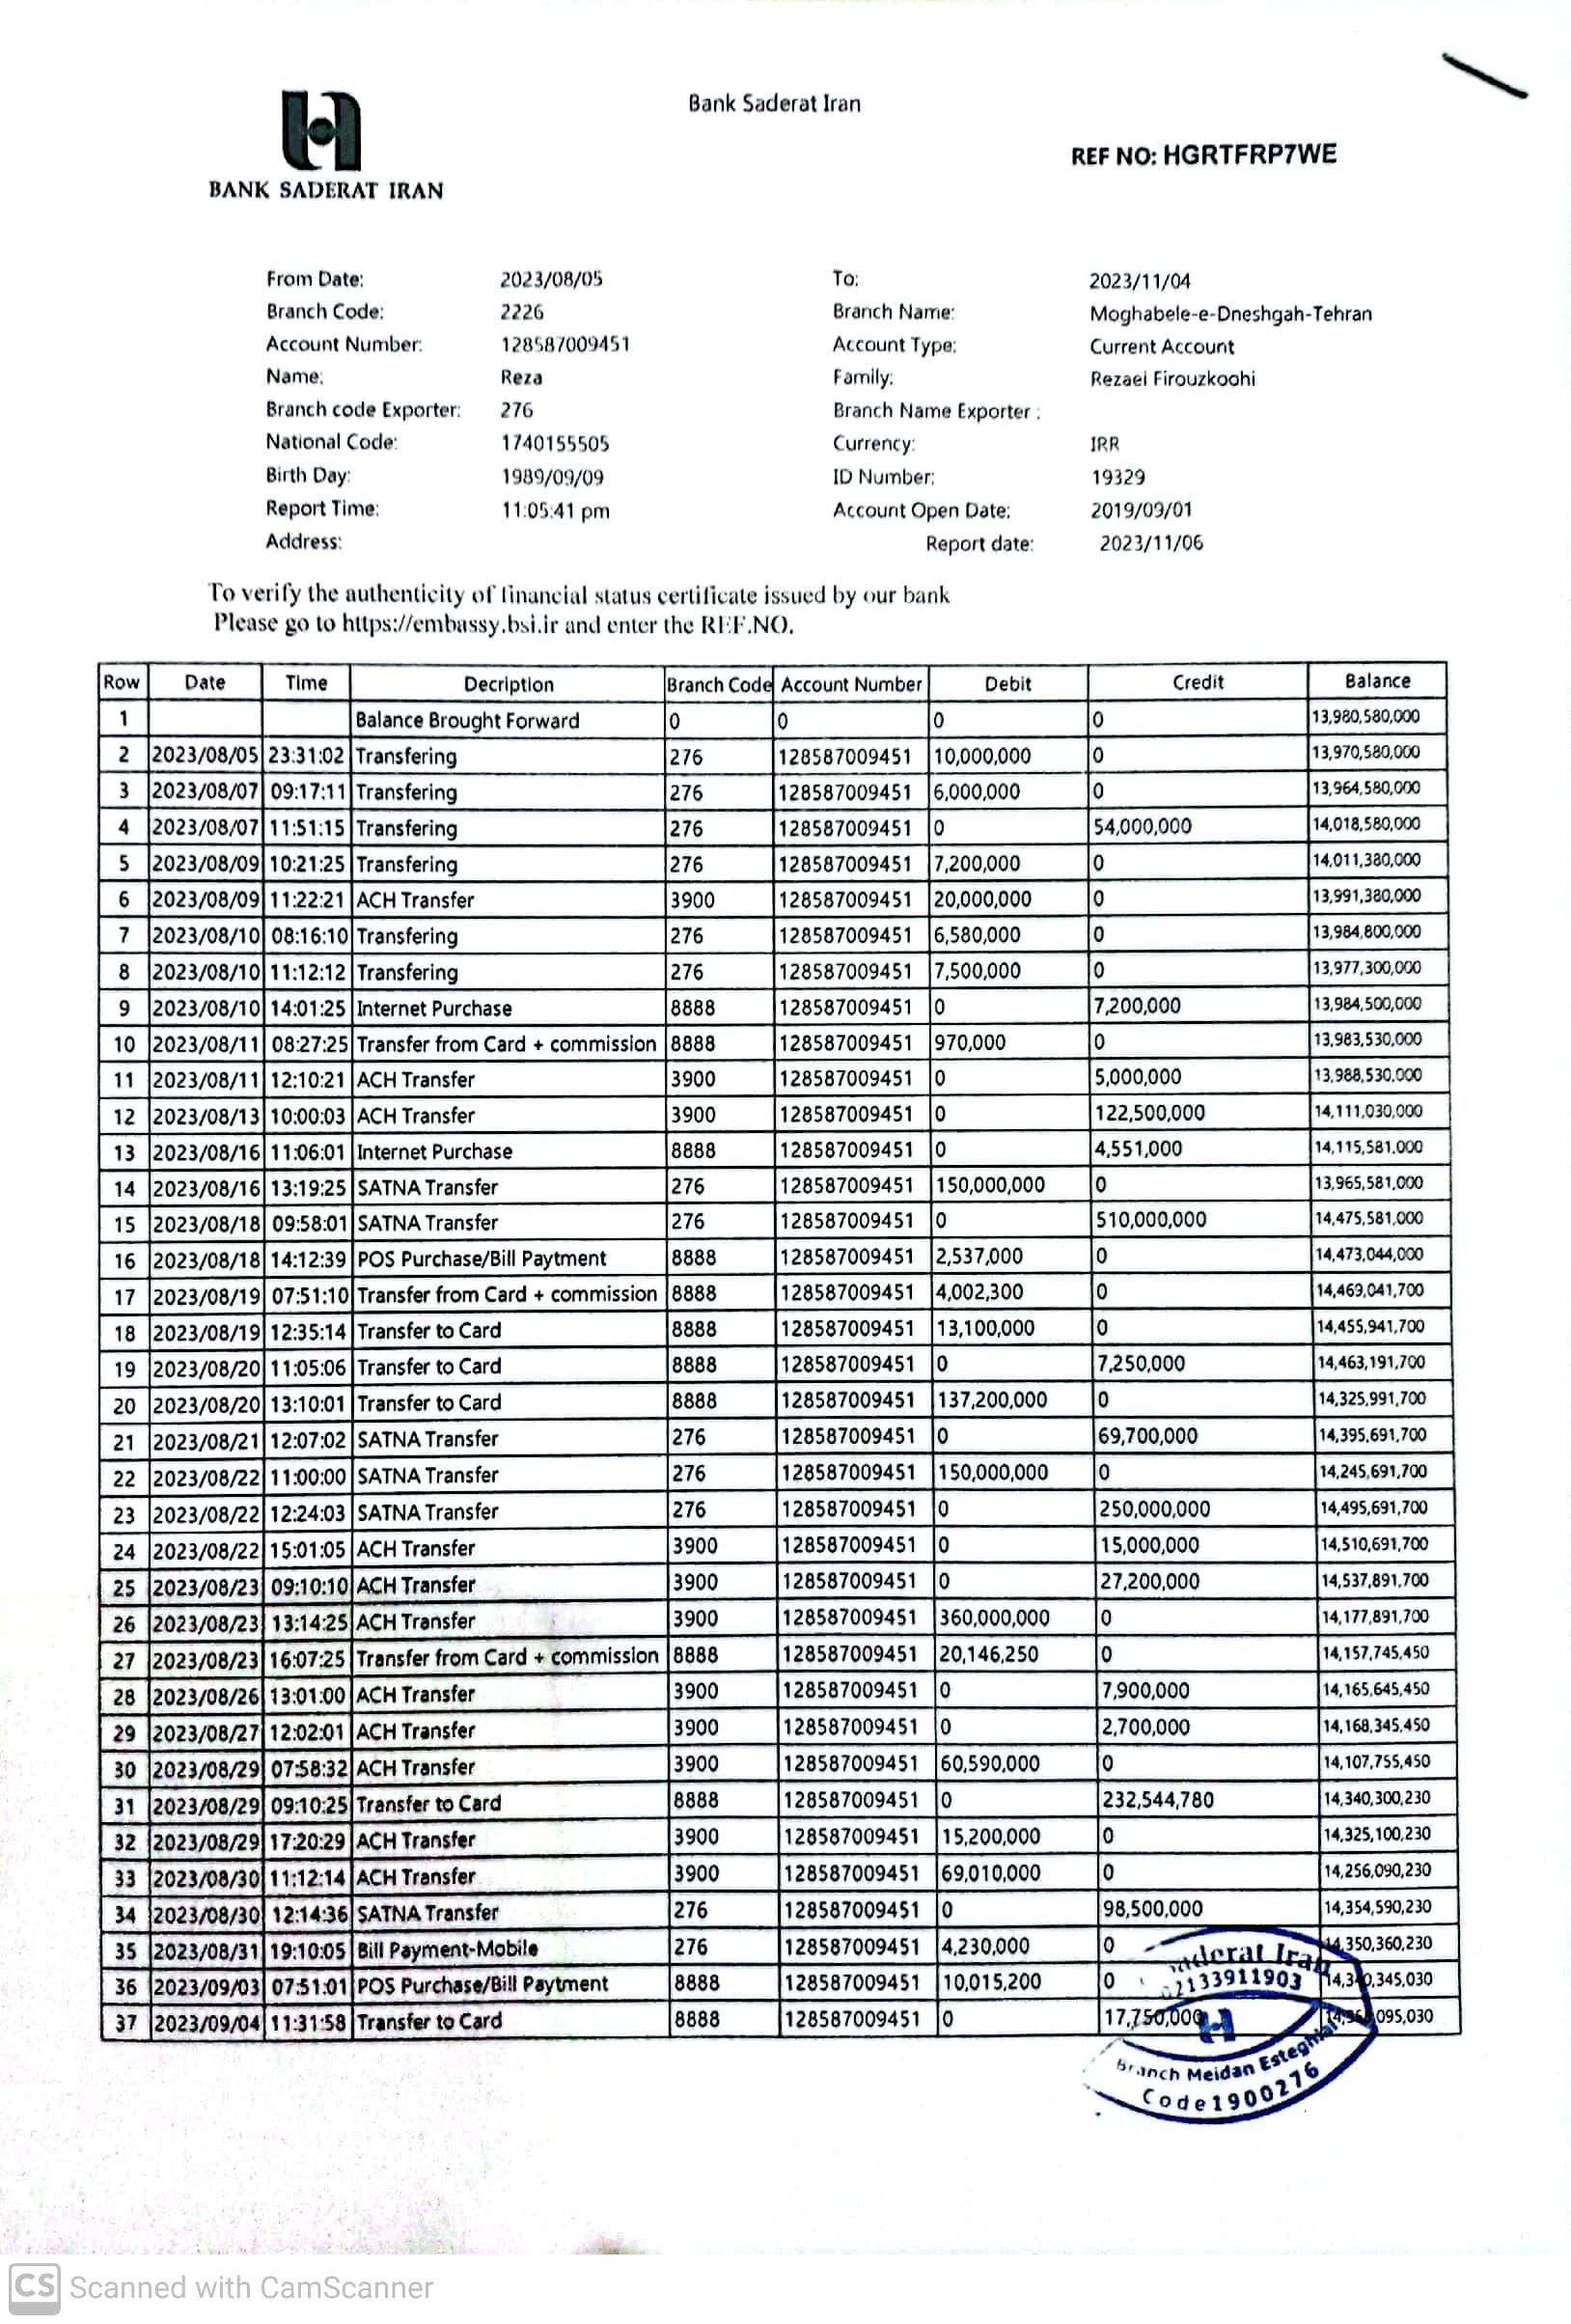 Bank Saderat Iran
BANK SADERAT IRAN
REF NO: HGRTFRP7WE
From Date: 2023/08/05 To: 2023/11/04
Branch Code: 2226 Branch Name: Moghabele-e-Dneshgah-Tehran
Account Number: 128587009451 Account Type: Current Account
Name: Reza Family: Rezaei Firouzkoohi
Branch code Exporter: 276 Branch Name Exporter :
National Code: 1740155505 Currency: IRR
Birth Day: 1989/09/09 ID Number: 19329
Report Time: 11:05:41 pm Account Open Date: 2019/09/01
Address: Report date: 2023/11/06
To verify the authenticity of financial status certificate issued by our bank
Please go to https://embassy.bsi.ir and enter the REF.NO.
Row Date Time Decription Branch Code Account Number Debit Credit Balance
1 Balance Brought Forward 0 0 0 0 13,980,580,000
2 2023/08/05 23:31:02 Transfering 276 128587009451 10,000,000 0 13,970,580,000
3 2023/08/07 09:17:11 Transfering 276 128587009451 6,000,000 0 13,964,580,000
4 2023/08/07 11:51:15 Transfering 276 128587009451 0 54,000,000 14,018,580,000
5 2023/08/09 10:21:25 Transfering 276 128587009451 7,200,000 0 14,011,380,000
6 2023/08/09 11:22:21 ACH Transfer 3900 128587009451 20,000,000 0 13,991,380,000
7 2023/08/10 08:16:10 Transfering 276 128587009451 6,580,000 0 13,984,800,000
8 2023/08/10 11:12:12 Transfering 276 128587009451 7,500,000 0 13,977,300,000
9 2023/08/10 14:01:25 Internet Purchase 8888 128587009451 0 7,200,000 13,984,500,000
10 2023/08/11 08:27:25 Transfer from Card + commission 8888 128587009451 970,000 0 13,983,530,000
11 2023/08/11 12:10:21 ACH Transfer 3900 128587009451 0 5,000,000 13,988,530,000
12 2023/08/13 10:00:03 ACH Transfer 3900 128587009451 0 122,500,000 14,111,030,000
13 2023/08/16 11:06:01 Internet Purchase 8888 128587009451 0 4,551,000 14,115,581,000
14 2023/08/16 13:19:25 SATNA Transfer 276 128587009451 150,000,000 0 13,965,581,000
15 2023/08/18 09:58:01 SATNA Transfer 276 128587009451 0 510,000,000 14,475,581,000
16 2023/08/18 14:12:39 POS Purchase/Bill Paytment 8888 128587009451 2,537,000 0 14,473,044,000
17 2023/08/19 07:51:10 Transfer from Card + commission 8888 128587009451 4,002,300 0 14,469,041,700
18 2023/08/19 12:35:14 Transfer to Card 8888 128587009451 13,100,000 0 14,455,941,700
19 2023/08/20 11:05:06 Transfer to Card 8888 128587009451 0 7,250,000 14,463,191,700
20 2023/08/20 13:10:01 Transfer to Card 8888 128587009451 137,200,000 0 14,325,991,700
21 2023/08/21 12:07:02 SATNA Transfer 276 128587009451 0 69,700,000 14,395,691,700
22 2023/08/22 11:00:00 SATNA Transfer 276 128587009451 150,000,000 0 14,245,691,700
23 2023/08/22 12:24:03 SATNA Transfer 276 128587009451 0 250,000,000 14,495,691,700
24 2023/08/22 15:01:05 ACH Transfer 3900 128587009451 0 15,000,000 14,510,691,700
25 2023/08/23 09:10:10 ACH Transfer 3900 128587009451 0 27,200,000 14,537,891,700
26 2023/08/23 13:14:25 ACH Transfer 3900 128587009451 360,000,000 0 14,177,891,700
27 2023/08/23 16:07:25 Transfer from Card + commission 8888 128587009451 20,146,250 0 14,157,745,450
28 2023/08/26 13:01:00 ACH Transfer 3900 128587009451 0 7,900,000 14,165,645,450
29 2023/08/27 12:02:01 ACH Transfer 3900 128587009451 0 2,700,000 14,168,345,450
30 2023/08/29 07:58:32 ACH Transfer 3900 128587009451 60,590,000 0 14,107,755,450
31 2023/08/29 09:10:25 Transfer to Card 8888 128587009451 0 232,544,780 14,340,300,230
32 2023/08/29 17:20:29 ACH Transfer 3900 128587009451 15,200,000 0 14,325,100,230
33 2023/08/30 11:12:14 ACH Transfer 3900 128587009451 69,010,000 0 14,256,090,230
34 2023/08/30 12:14:36 SATNA Transfer 276 128587009451 0 98,500,000 14,354,590,230
35 2023/08/31 19:10:05 Bill Payment-Mobile 276 128587009451 4,230,000 0 14,350,360,230
36 2023/09/03 07:51:01 POS Purchase/Bill Paytment 8888 128587009451 10,015,200 0 14,340,345,030
37 2023/09/04 11:31:58 Transfer to Card 8888 128587009451 0 17,750,000
Iran
02133911903
Branch Meidan Esteghlal
Code1900276
CS Scanned with CamScanner